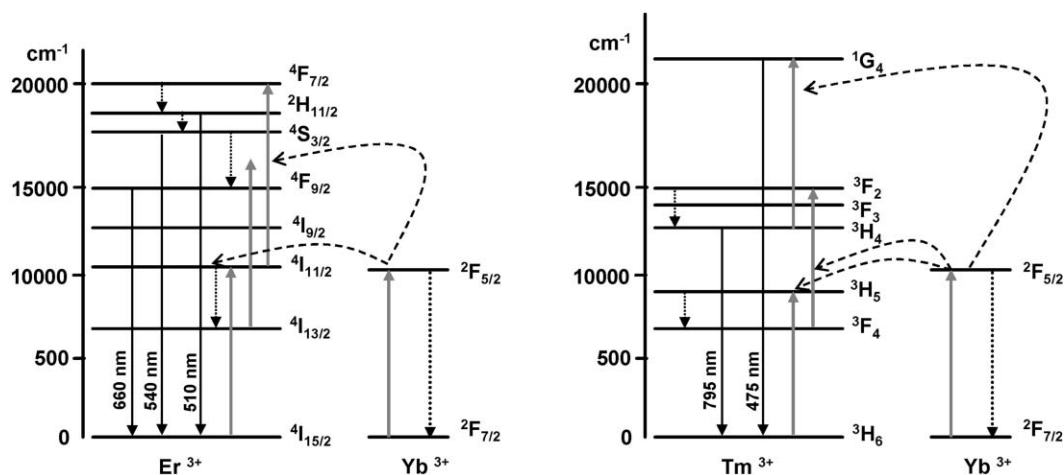 cm⁻¹
20000
15000
10000
500
0
⁴F₇/₂
²H₁₁/₂
⁴S₃/₂
⁴F₉/₂
⁴I₉/₂
⁴I₁₁/₂
⁴I₁₃/₂
⁴I₁₅/₂
660 nm
540 nm
510 nm
²F₅/₂
²F₇/₂
Er ³⁺
Yb ³⁺
cm⁻¹
20000
15000
10000
500
0
¹G₄
³F₂
³F₃
³H₄
³H₅
³F₄
³H₆
795 nm
475 nm
²F₅/₂
²F₇/₂
Tm ³⁺
Yb ³⁺